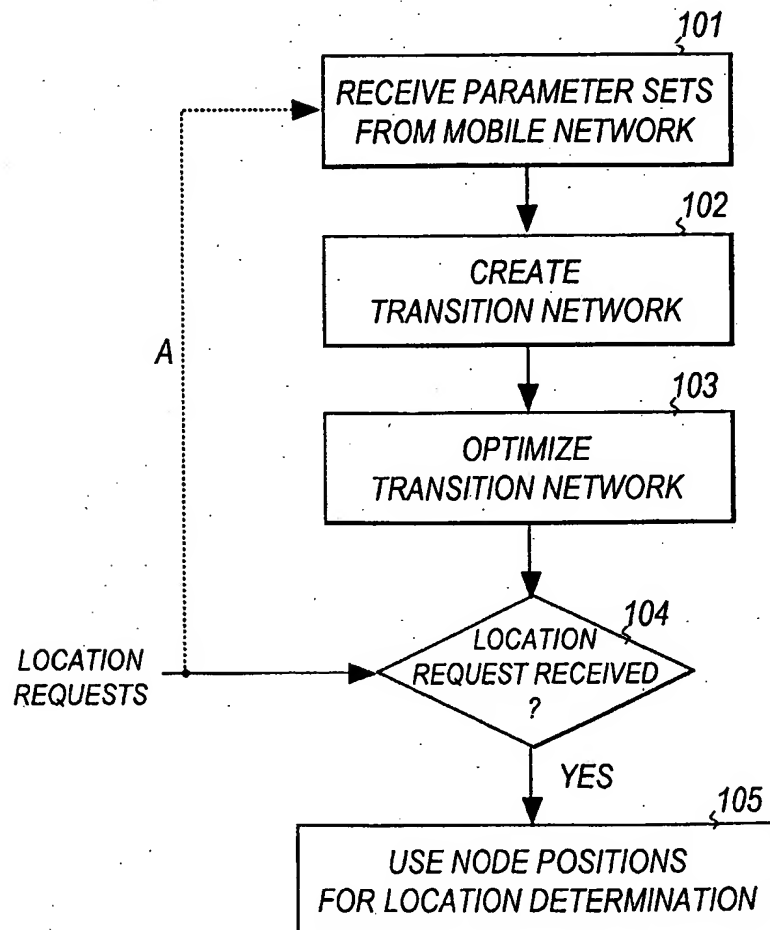 101
RECEIVE PARAMETER SETS
FROM MOBILE NETWORK
102
CREATE
TRANSITION NETWORK
A
103
OPTIMIZE
TRANSITION NETWORK
104
LOCATION
REQUEST RECEIVED
?
LOCATION
REQUESTS
YES
105
USE NODE POSITIONS
FOR LOCATION DETERMINATION